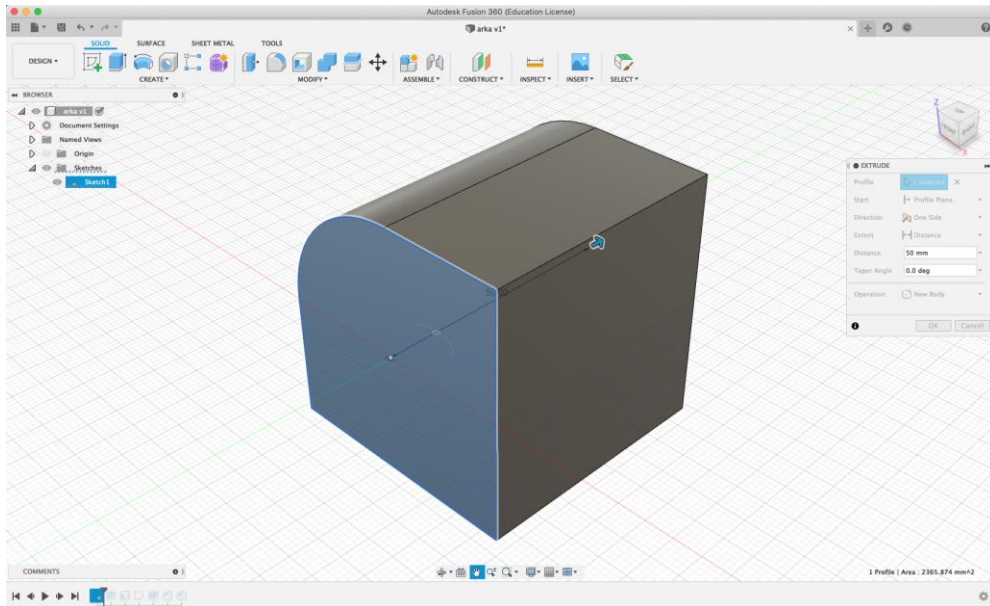 Autodesk Fusion 360 (Education License)
arka v1*
DESIGN
SOLID SURFACE SHEET METAL TOOLS
CREATE MODIFY ASSEMBLE CONSTRUCT INSPECT INSERT SELECT
BROWSER
arka v1
Document Settings
Named Views
Origin
Sketches
Sketch1
EXTRUDE
Profile 1 selected
Start Profile Plane
Direction One Side
Extent Distance
Distance 50 mm
Taper Angle 0.0 deg
Operation New Body
OK Cancel
COMMENTS
1 Profile | Area : 2365.874 mm^2